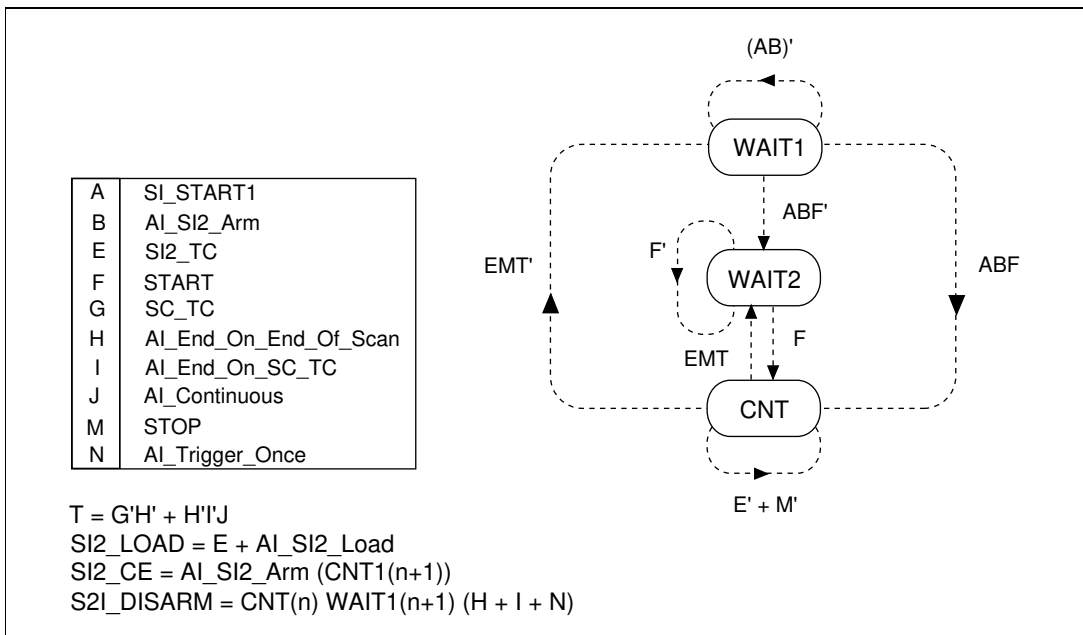 A SI_START1
B AI_SI2_Arm
E SI2_TC
F START
G SC_TC
H AI_End_On_End_Of_Scan
I AI_End_On_SC_TC
J AI_Continuous
M STOP
N AI_Trigger_Once
T = G'H' + H'I'J
SI2_LOAD = E + AI_SI2_Load
SI2_CE = AI_SI2_Arm (CNT1(n+1))
S2I_DISARM = CNT(n) WAIT1(n+1) (H + I + N)
(AB)'
WAIT1
ABF'
EMT'
F'
WAIT2
ABF
EMT
F
CNT
E' + M'